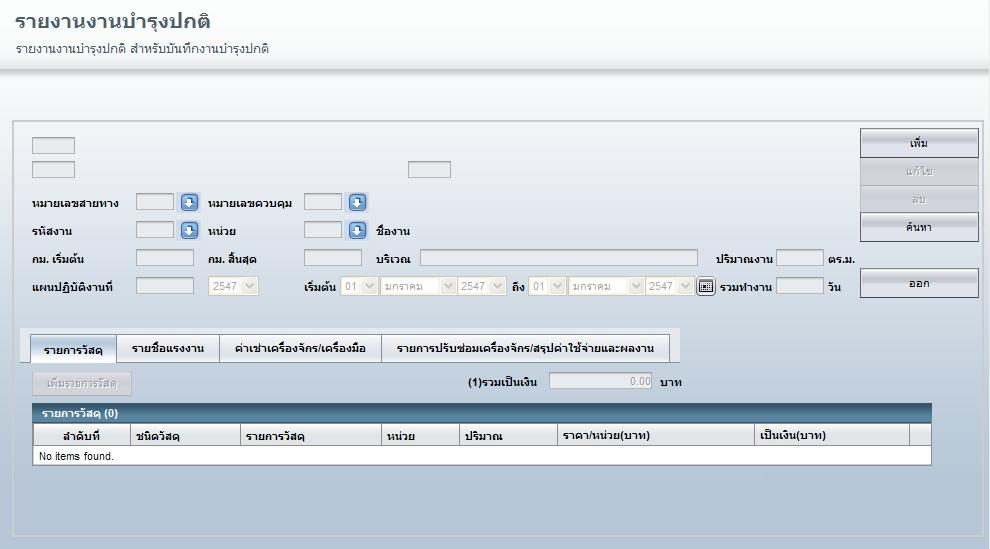 รายงานงานบำรุงปกติ
รายงานงานบำรุงปกติ สำหรับบันทึกงานบำรุงปกติ
เพิ่ม
แก้ไข
ลบ
หมายเลขสายทาง หมายเลขควบคุม
รหัสงาน หน่วย ชื่องาน
ค้นหา
กม. เริ่มต้น กม. สิ้นสุด บริเวณ ปริมาณงาน ตร.ม.
แผนปฏิบัติงานที่ 2547 เริ่มต้น 01 มกราคม 2547 ถึง 01 มกราคม 2547 รวมทำงาน วัน
ออก
รายการวัสดุ รายชื่อแรงงาน ค่าเช่าเครื่องจักร/เครื่องมือ รายการปรับซ่อมเครื่องจักร/สรุปค่าใช้จ่ายและผลงาน
เพิ่มรายการวัสดุ (1)รวมเป็นเงิน 0.00 บาท
รายการวัสดุ (0)
ลำดับที่ ชนิดวัสดุ รายการวัสดุ หน่วย ปริมาณ ราคา/หน่วย(บาท) เป็นเงิน(บาท)
No items found.